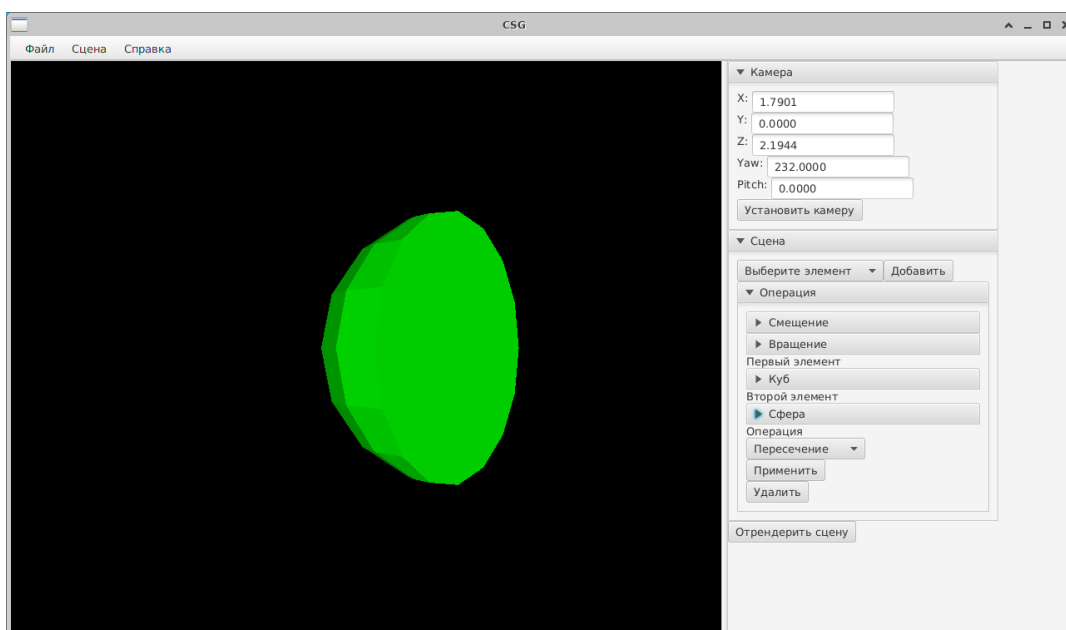 CSG
Файл Сцена Справка
Камера
X: 1.7901
Y: 0.0000
Z: 2.1944
Yaw: 232.0000
Pitch: 0.0000
Установить камеру
Сцена
Выберите элемент Добавить
Операция
Смещение
Вращение
Первый элемент
Куб
Второй элемент
Сфера
Операция
Пересечение
Применить
Удалить
Отрендерить сцену